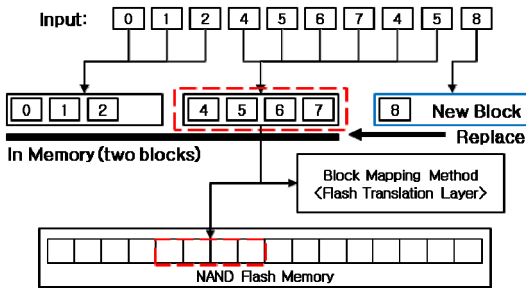 Input: 0 1 2 4 5 6 7 4 5 8
0 1 2 4 5 6 7 8 New Block
In Memory(two blocks) Replace
Block Mapping Method
<Flash Translation Layer>
NAND Flash Memory